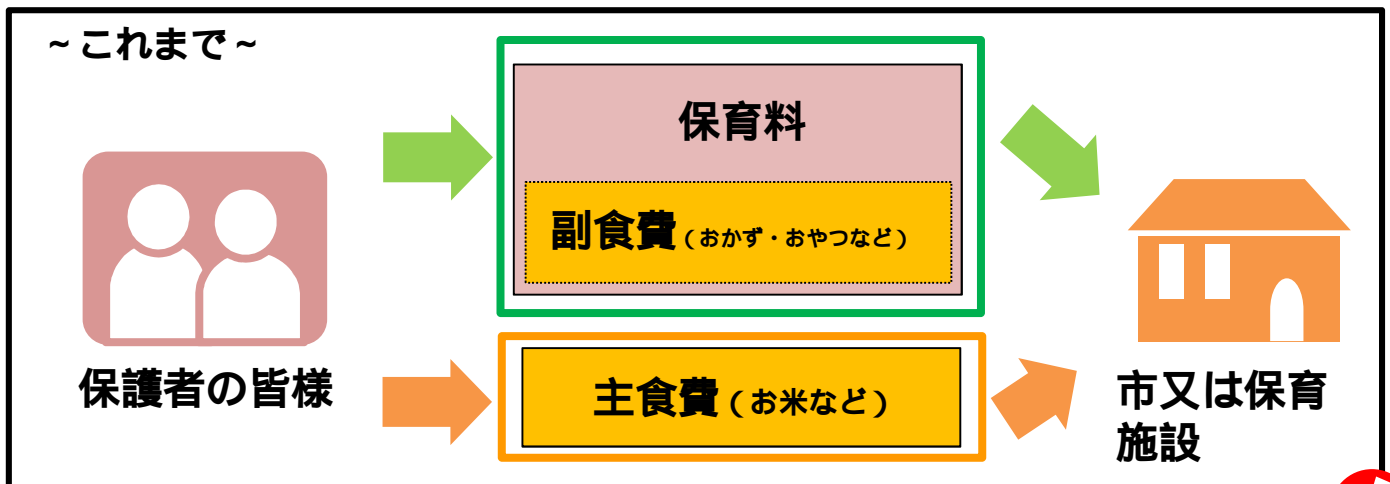 ~これまで~
保育料
副食費(おかず・おやつなど)
保護者の皆様
主食費(お米など)
市又は保育
施設